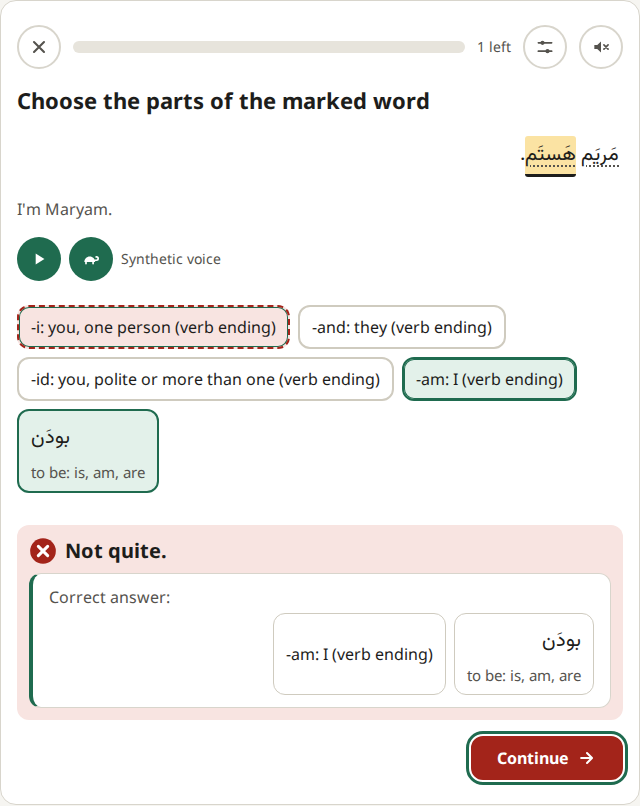 1 left
Choose the parts of the marked word
مَریَم هَستَم.
I'm Maryam.
Synthetic voice
-i: you, one person (verb ending)
-and: they (verb ending)
-id: you, polite or more than one (verb ending)
-am: I (verb ending)
بودَن
to be: is, am, are
Not quite.
Correct answer:
بودَن
to be: is, am, are
-am: I (verb ending)
Continue